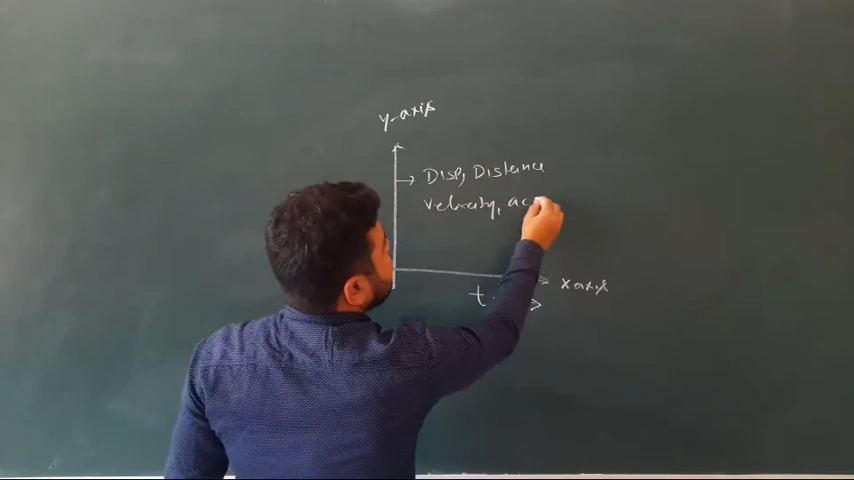 y-axis
Disp, Distance
Velocity, ac
x axis
t